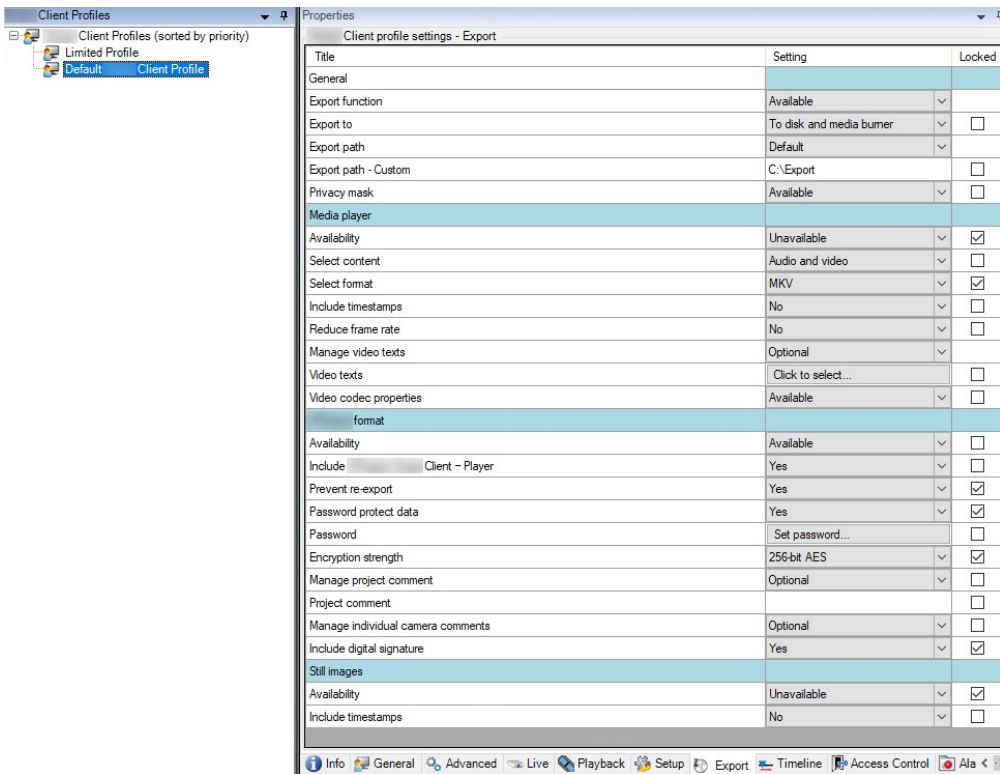 Client Profiles
Client Profiles (sorted by priority)
Limited Profile
Default Client Profile
Properties
Client profile settings - Export
Title Setting Locked
General
Export function Available
Export to To disk and media burner
Export path Default
Export path - Custom C:\Export
Privacy mask Available
Media player
Availability Unavailable
Select content Audio and video
Select format MKV
Include timestamps No
Reduce frame rate No
Manage video texts Optional
Video texts Click to select...
Video codec properties Available
format
Availability Available
Include Client – Player Yes
Prevent re-export Yes
Password protect data Yes
Password Set password...
Encryption strength 256-bit AES
Manage project comment Optional
Project comment
Manage individual camera comments Optional
Include digital signature Yes
Still images
Availability Unavailable
Include timestamps No
Info General Advanced Live Playback Setup Export Timeline Access Control Ala